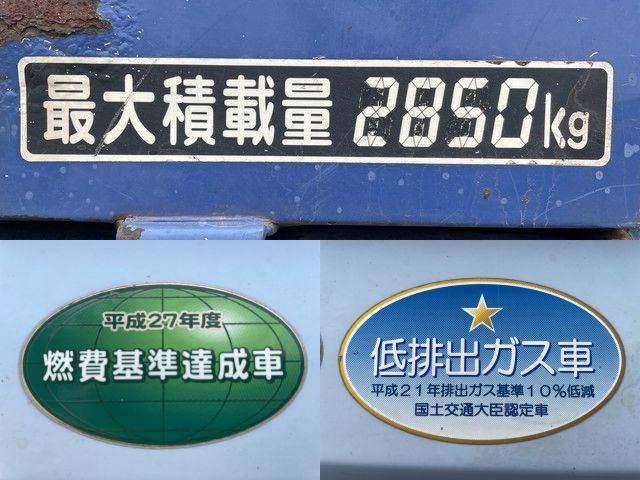 最大積載量 2850kg
平成27年度
燃費基準達成車
低排出ガス車
平成21年排出ガス基準10%低減
国土交通大臣認定車